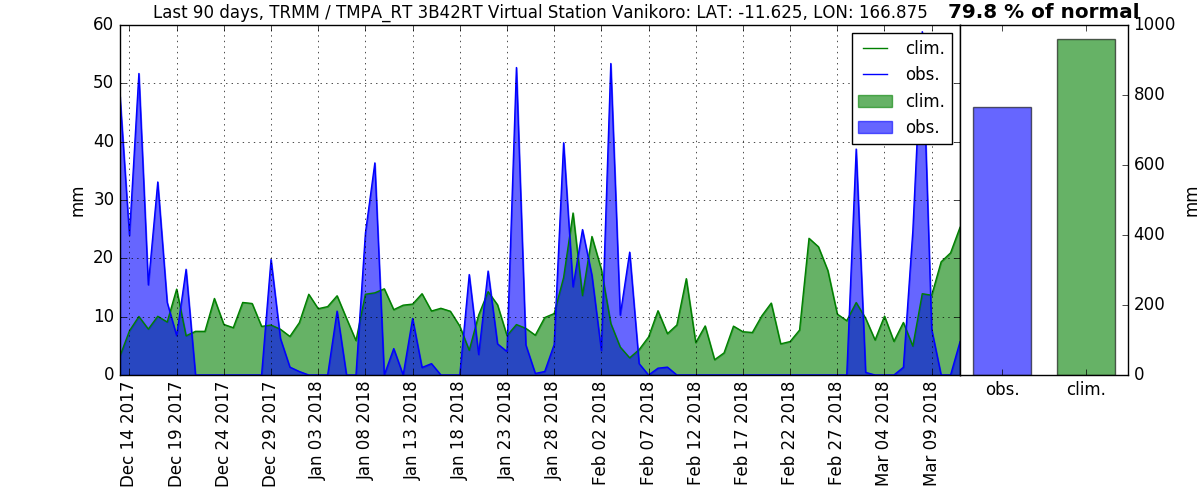 Last 90 days, TRMM / TMPA_RT 3B42RT Virtual Station Vanikoro: LAT: -11.625, LON: 166.875
79.8 % of normal
60
50
40
30
20
10
0
mm
clim.
obs.
clim.
obs.
Dec 14 2017
Dec 19 2017
Dec 24 2017
Dec 29 2017
Jan 03 2018
Jan 08 2018
Jan 13 2018
Jan 18 2018
Jan 23 2018
Jan 28 2018
Feb 02 2018
Feb 07 2018
Feb 12 2018
Feb 17 2018
Feb 22 2018
Feb 27 2018
Mar 04 2018
Mar 09 2018
1000
800
600
400
200
0
mm
obs.
clim.